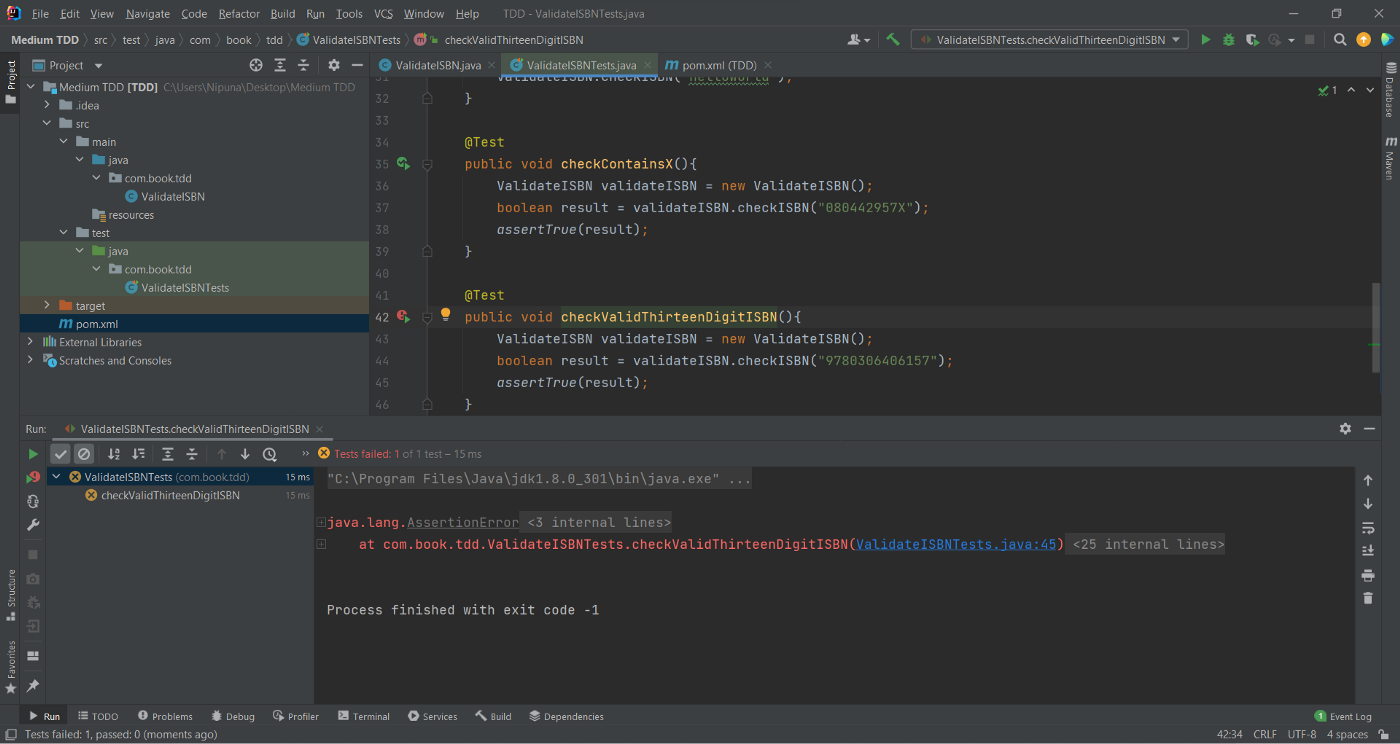 File Edit View Navigate Code Refactor Build Run Tools VCS Window Help TDD - ValidateISBNTests.java
Medium TDD src test java com book tdd ValidateISBNTests checkValidThirteenDigitISBN ValidateISBNTests.checkValidThirteenDigitISBN
Project
Project
ValidateISBN.java ValidateISBNTests.java pom.xml (TDD)
Medium TDD [TDD] C:\Users\Nipuna\Desktop\Medium TDD
.idea
src
main
java
com.book.tdd
ValidateISBN
resources
test
java
com.book.tdd
ValidateISBNTests
target
pom.xml
External Libraries
Scratches and Consoles
31 validateISBN.checkISBN("helloworld");
32 }
33
34 @Test
35 public void checkContainsX(){
36 ValidateISBN validateISBN = new ValidateISBN();
37 boolean result = validateISBN.checkISBN("080442957X");
38 assertTrue(result);
39 }
40
41 @Test
42 public void checkValidThirteenDigitISBN(){
43 ValidateISBN validateISBN = new ValidateISBN();
44 boolean result = validateISBN.checkISBN("9780306406157");
45 assertTrue(result);
46 }
1
Database
Maven
Run: ValidateISBNTests.checkValidThirteenDigitISBN
Tests failed: 1 of 1 test – 15 ms
ValidateISBNTests (com.book.tdd) 15 ms
checkValidThirteenDigitISBN 15 ms
"C:\Program Files\Java\jdk1.8.0_301\bin\java.exe" ...
java.lang.AssertionError <3 internal lines>
at com.book.tdd.ValidateISBNTests.checkValidThirteenDigitISBN(ValidateISBNTests.java:45) <25 internal lines>
Process finished with exit code -1
Structure
Favorites
Run TODO Problems Debug Profiler Terminal Services Build Dependencies 1 Event Log
Tests failed: 1, passed: 0 (moments ago) 42:34 CRLF UTF-8 4 spaces